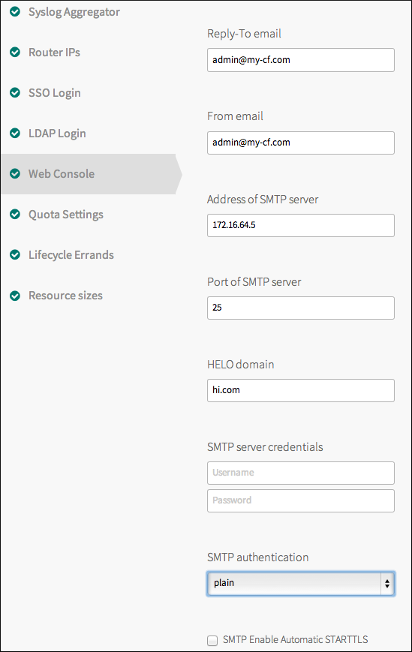 Syslog Aggregator
Router IPs
SSO Login
LDAP Login
Web Console
Quota Settings
Lifecycle Errands
Resource sizes
Reply-To email
admin@my-cf.com
From email
admin@my-cf.com
Address of SMTP server
172.16.64.5
Port of SMTP server
25
HELO domain
hi.com
SMTP server credentials
Username
Password
SMTP authentication
plain
SMTP Enable Automatic STARTTLS